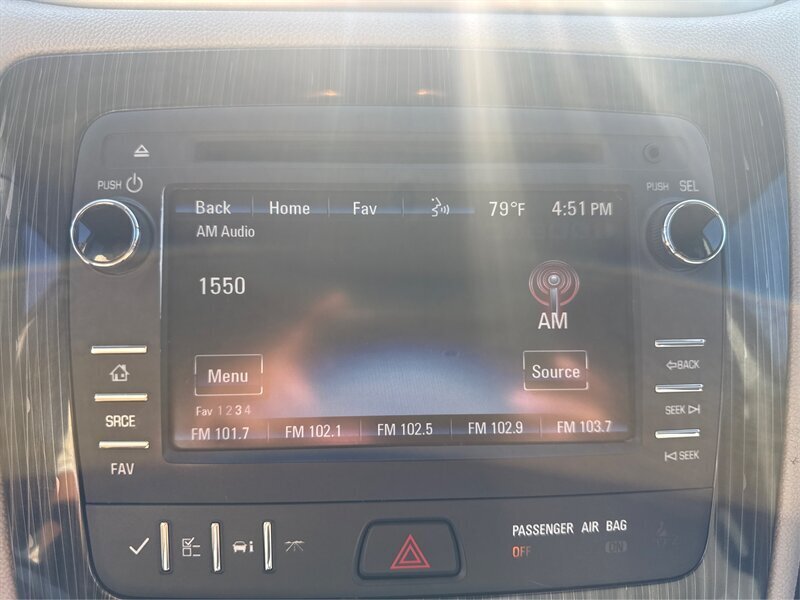 PUSH
PUSH SEL
Back Home Fav 79°F 4:51 PM
AM Audio
1550
AM
Menu Source
Fav 1 2 3 4
FM 101.7 FM 102.1 FM 102.5 FM 102.9 FM 103.7
SRCE
FAV
BACK
SEEK
SEEK
PASSENGER AIR BAG
OFF ON